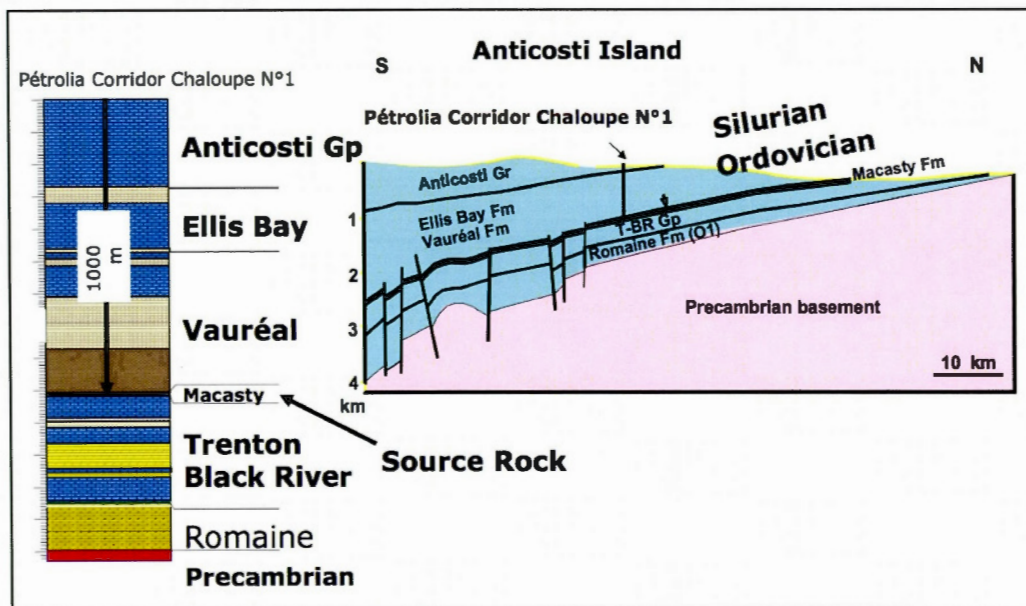 Anticosti Island
S
N
Pétrolia Corridor Chaloupe N°1
Anticosti Gp
Ellis Bay
1000
m
Vauréal
Macasty
Trenton
Black River
Romaine
Precambrian
Source Rock
Pétrolia Corridor Chaloupe N°1
Silurian
Ordovician
Macasty Fm
Anticosti Gr
Ellis Bay Fm
Vauréal Fm
T-BR Gp
Romaine Fm (O1)
Precambrian basement
1
2
3
4
km
10 km